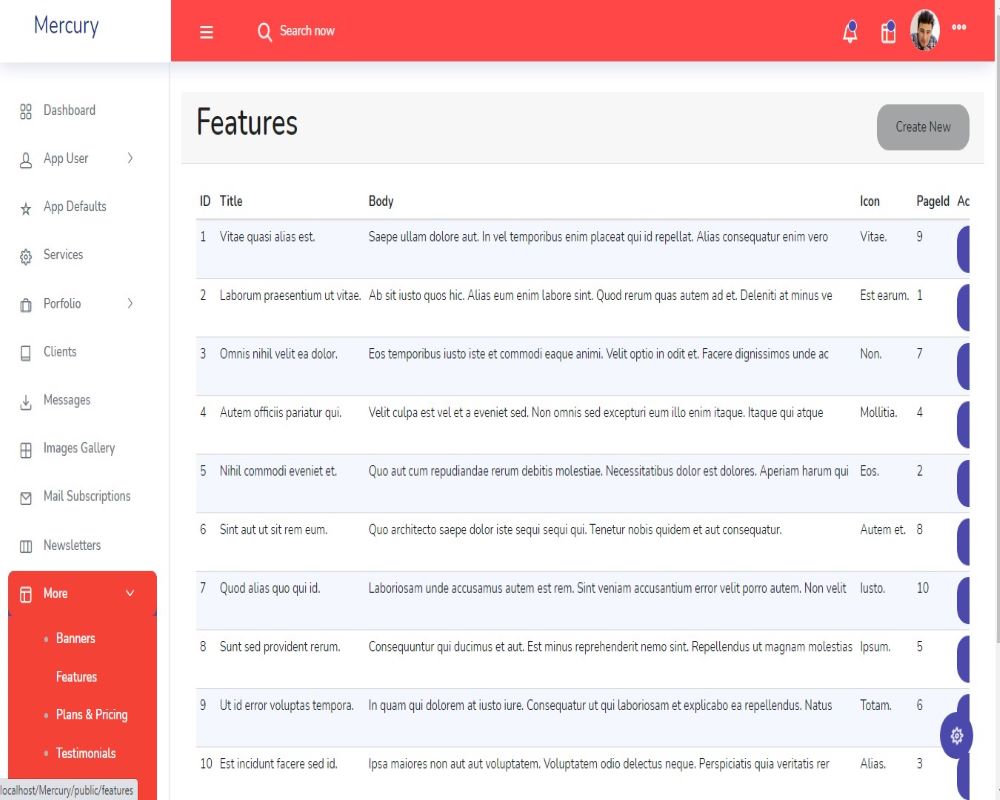 Mercury
Search now
Dashboard
App User
App Defaults
Services
Porfolio
Clients
Messages
Images Gallery
Mail Subscriptions
Newsletters
More
Banners
Features
Plans & Pricing
Testimonials
localhost/Mercury/public/features
Features
Create New
ID Title Body Icon PageId Ac
1 Vitae quasi alias est. Saepe ullam dolore aut. In vel temporibus enim placeat qui id repellat. Alias consequatur enim vero Vitae. 9
2 Laborum praesentium ut vitae. Ab sit iusto quos hic. Alias eum enim labore sint. Quod rerum quas autem ad et. Deleniti at minus ve Est earum. 1
3 Omnis nihil velit ea dolor. Eos temporibus iusto iste et commodi eaque animi. Velit optio in odit et. Facere dignissimos unde ac Non. 7
4 Autem officiis pariatur qui. Velit culpa est vel et a eveniet sed. Non omnis sed excepturi eum illo enim itaque. Itaque qui atque Mollitia. 4
5 Nihil commodi eveniet et. Quo aut cum repudiandae rerum debitis molestiae. Necessitatibus dolor est dolores. Aperiam harum qui Eos. 2
6 Sint aut ut sit rem eum. Quo architecto saepe dolor iste sequi sequi qui. Tenetur nobis quidem et aut consequatur. Autem et. 8
7 Quod alias quo qui id. Laboriosam unde accusamus autem est rem. Sint veniam accusantium error velit porro autem. Non velit Iusto. 10
8 Sunt sed provident rerum. Consequuntur qui ducimus et aut. Est minus reprehenderit nemo sint. Repellendus ut magnam molestias Ipsum. 5
9 Ut id error voluptas tempora. In quam qui dolorem at iusto iure. Consequatur ut qui laboriosam et explicabo ea repellendus. Natus Totam. 6
10 Est incidunt facere sed id. Ipsa maiores non aut aut voluptatem. Voluptatem odio delectus neque. Perspiciatis quia veritatis rer Alias. 3